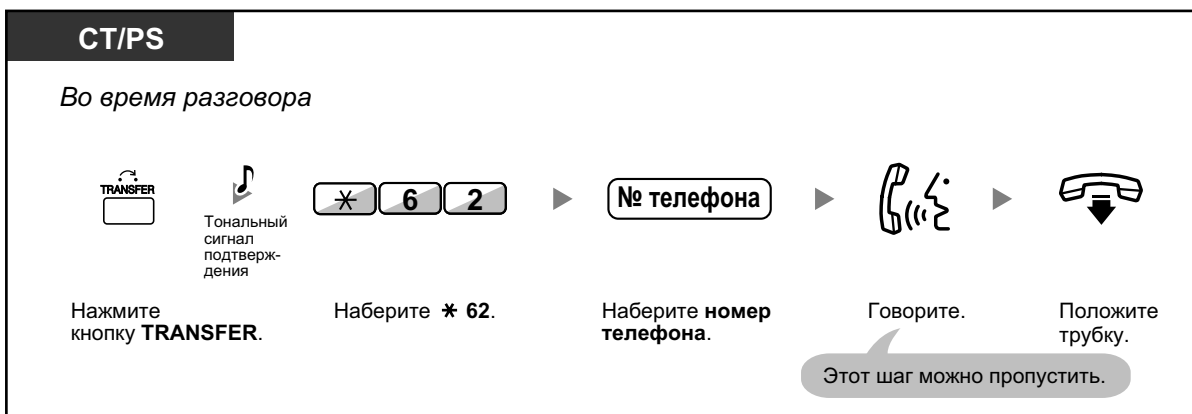 CT/PS
Во время разговора
TRANSFER
Тональный
сигнал
подтверж-
дения
* 6 2
№ телефона
Нажмите
кнопку TRANSFER.
Наберите * 62.
Наберите номер
телефона.
Говорите.
Положите
трубку.
Этот шаг можно пропустить.